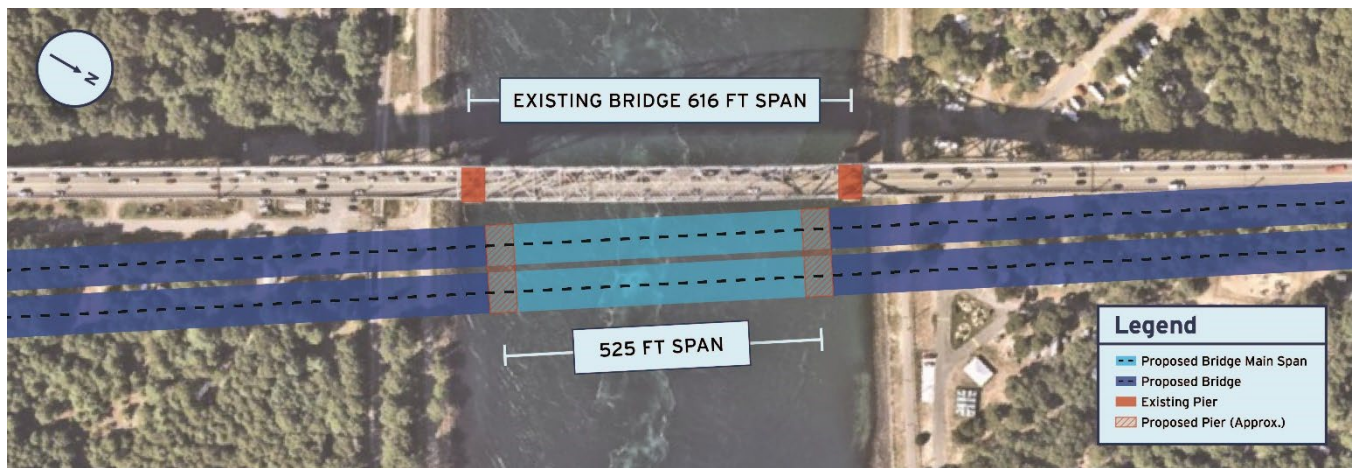 N
EXISTING BRIDGE 616 FT SPAN
525 FT SPAN
Legend
Proposed Bridge Main Span
Proposed Bridge
Existing Pier
Proposed Pier (Approx.)